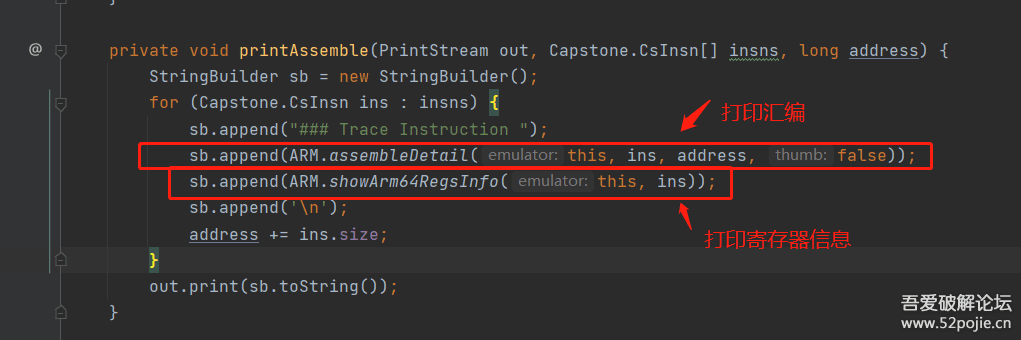 }
@
private void printAssemble(PrintStream out, Capstone.CsInsn[] insns, long address) {
StringBuilder sb = new StringBuilder();
for (Capstone.CsInsn ins : insns) {
sb.append("### Trace Instruction ");
打印汇编
sb.append(ARM.assembleDetail( emulator: this, ins, address, thumb: false));
sb.append(ARM.showArm64RegsInfo( emulator: this, ins));
sb.append('\n');
address += ins.size;
打印寄存器信息
}
out.print(sb.toString());
}
吾爱破解论坛
www.52pojie.cn